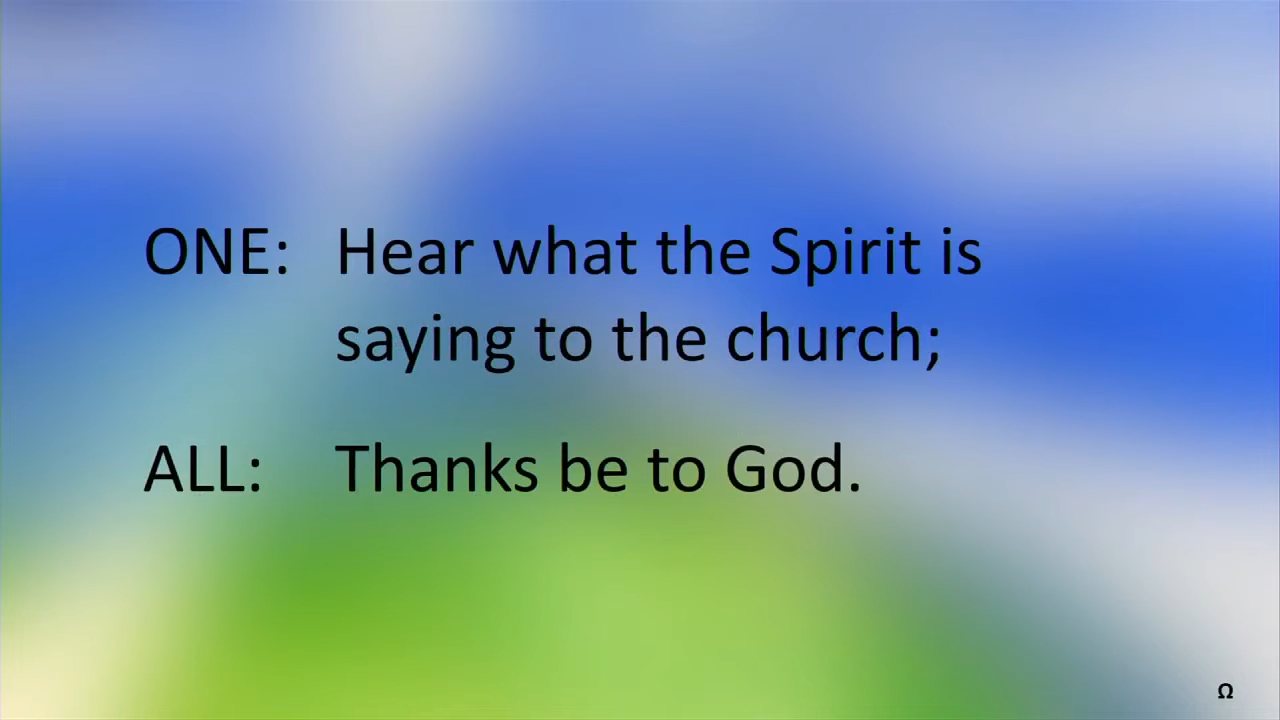 ONE: Hear what the Spirit is
saying to the church;
ALL: Thanks be to God.
Ω